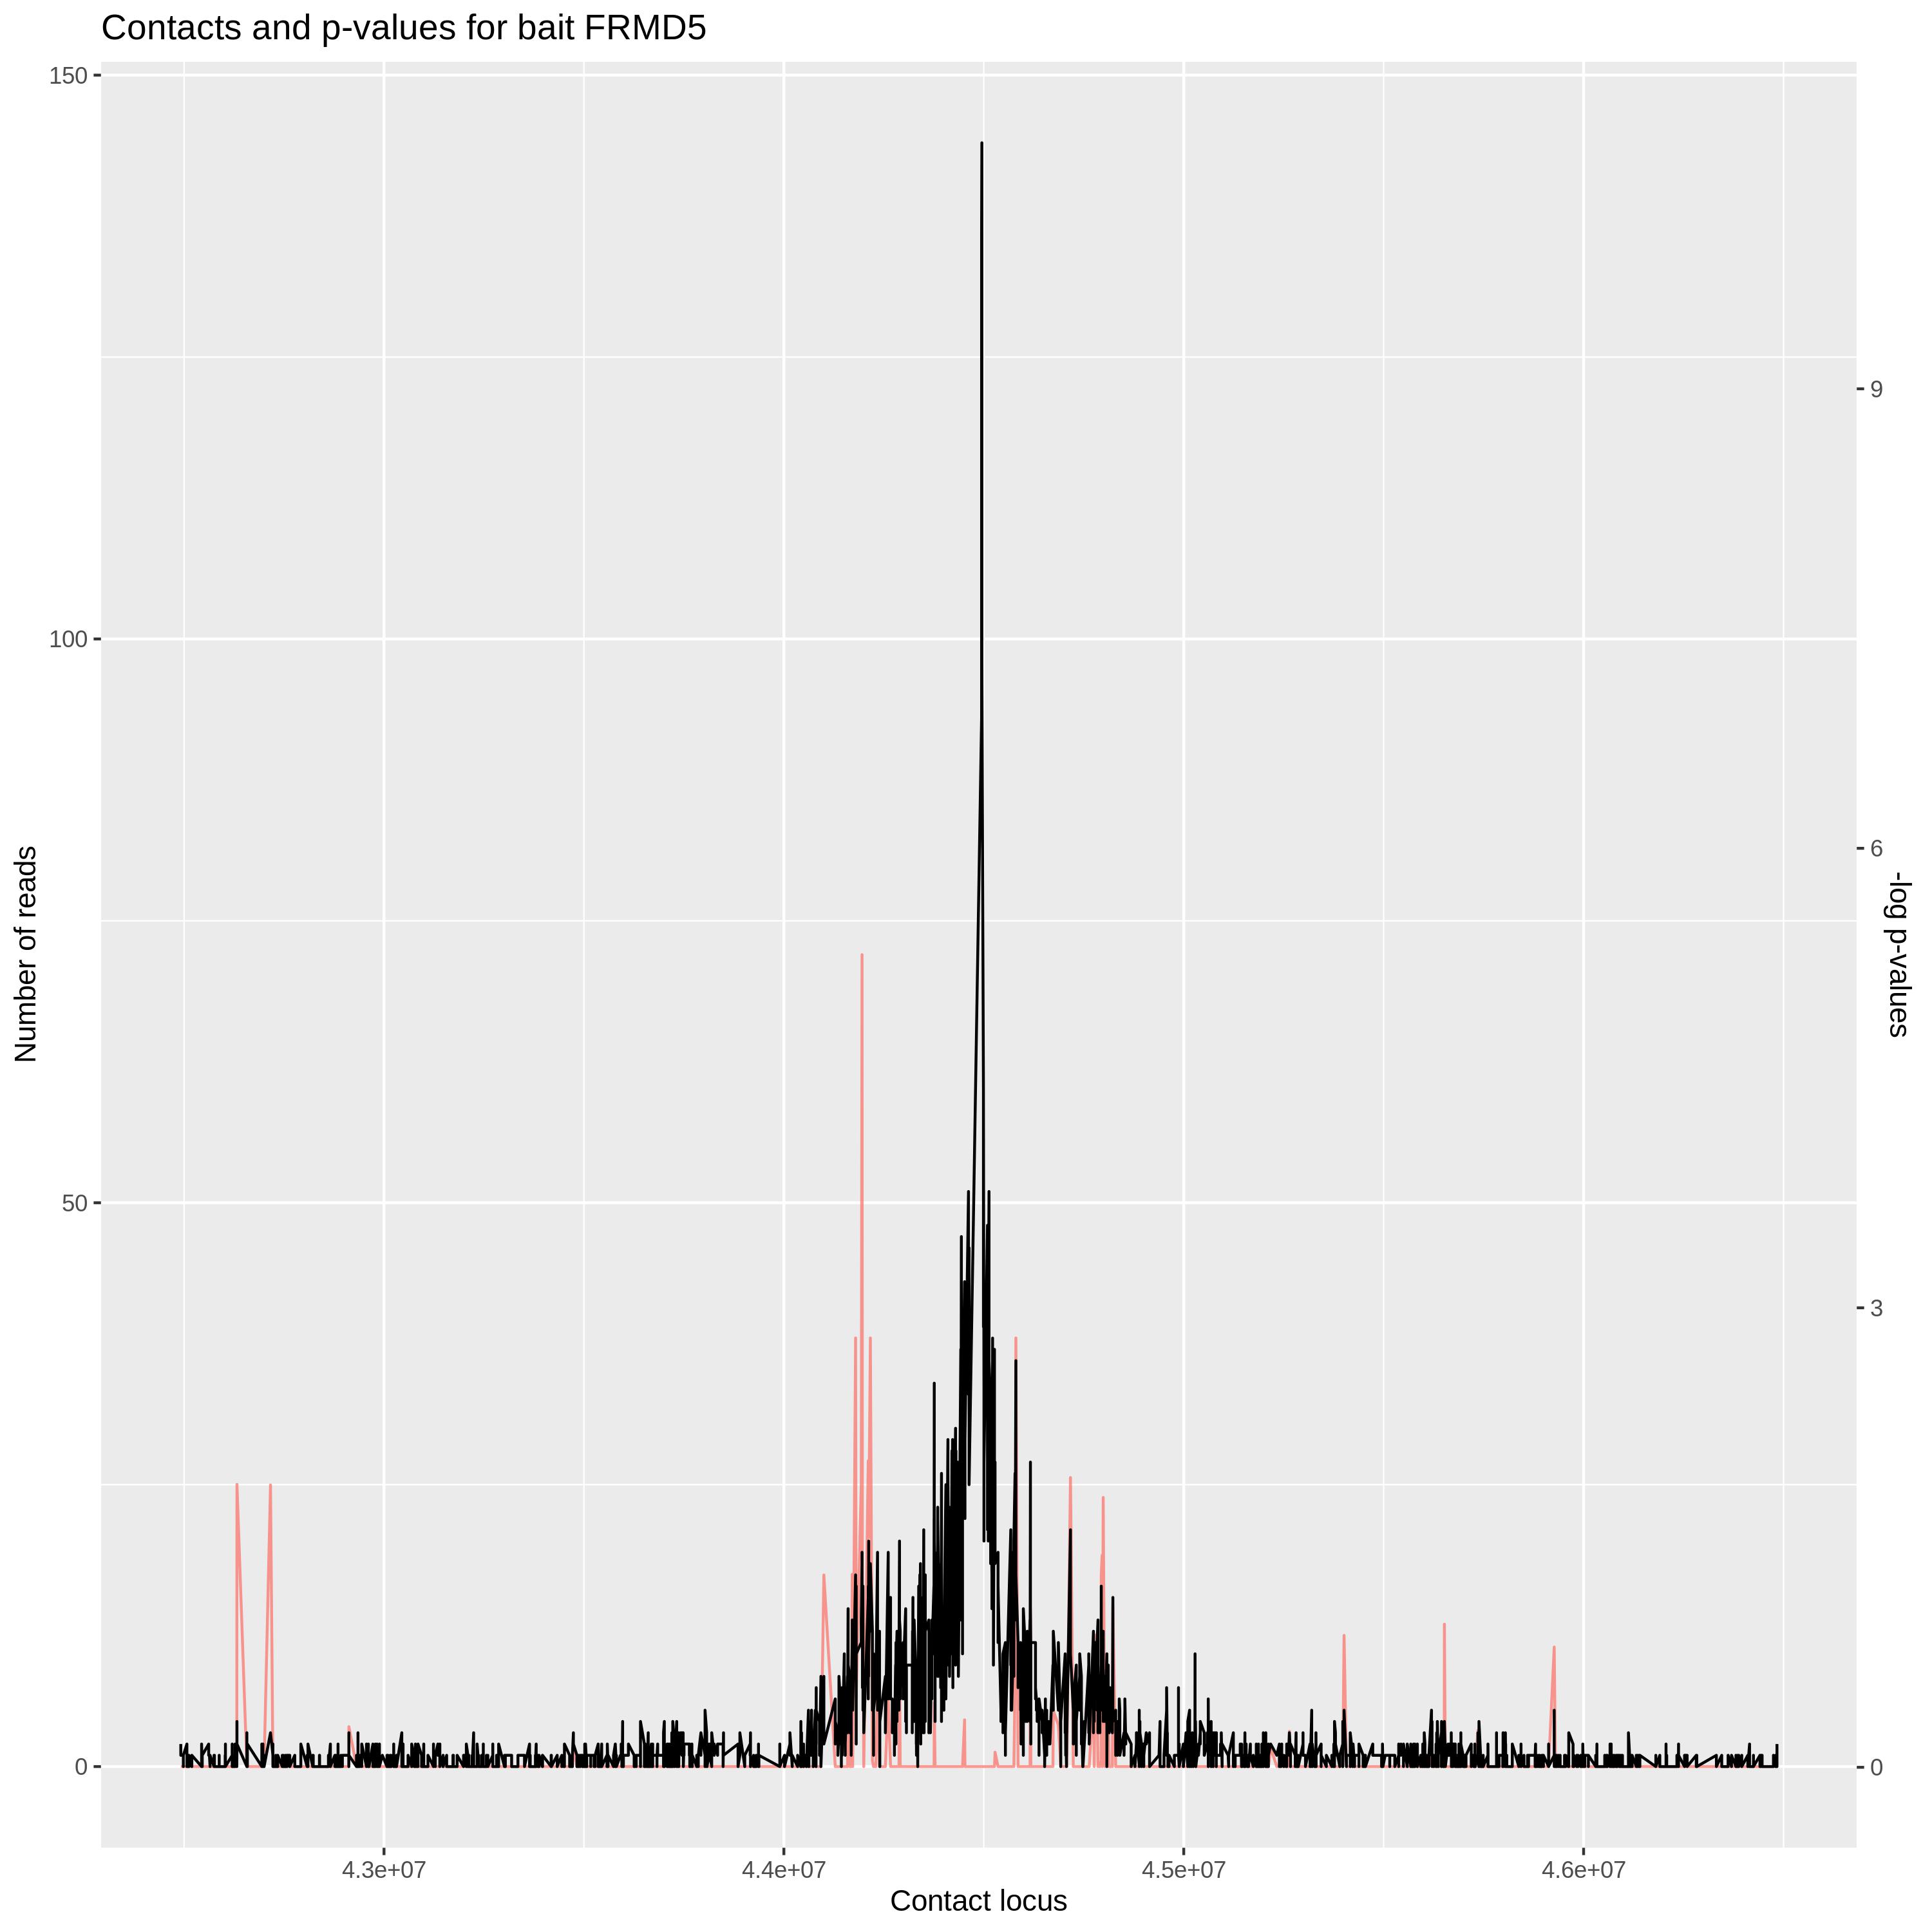 Contacts and p-values for bait FRMD5
150
100
50
0
Number of reads
9
6
3
0
-log p-values
4.3e+07
4.4e+07
4.5e+07
4.6e+07
Contact locus